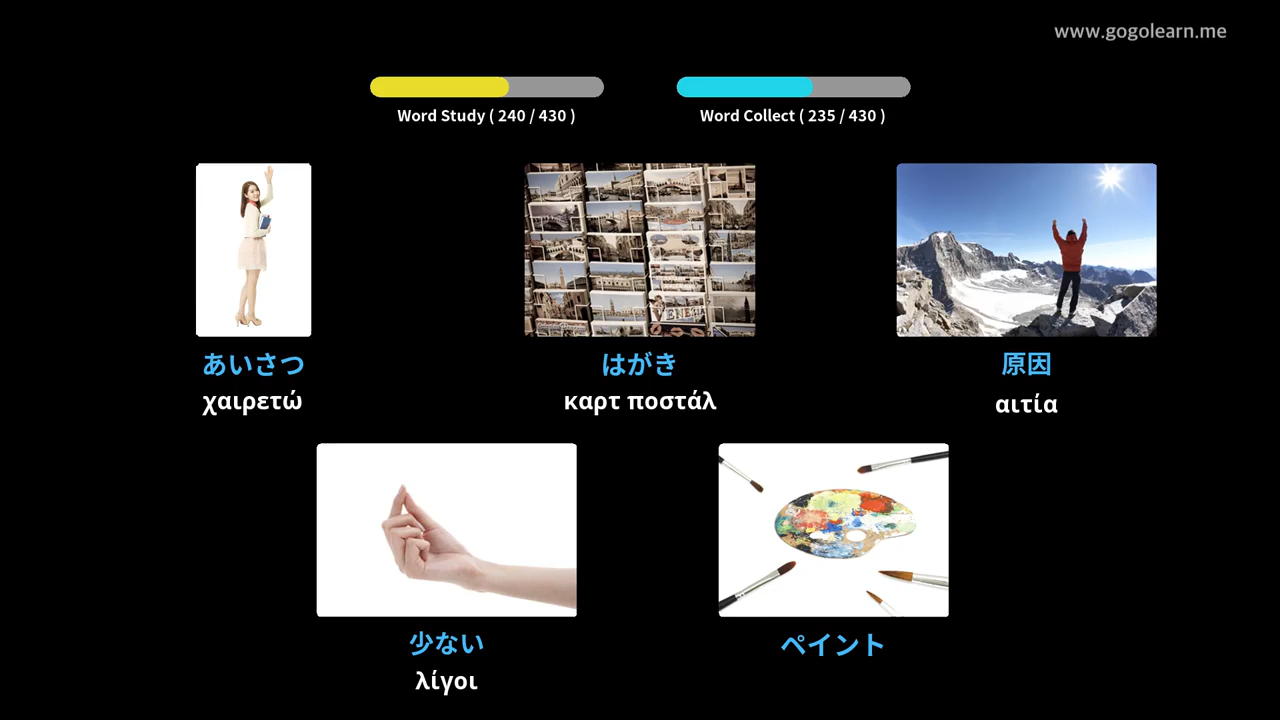 www.gogolearn.me
Word Study ( 240 / 430 )
Word Collect ( 235 / 430 )
VENEZ
あいさつ
χαιρετώ
はがき
καρτ ποστάλ
原因
αιτία
少ない
λίγοι
ペイント